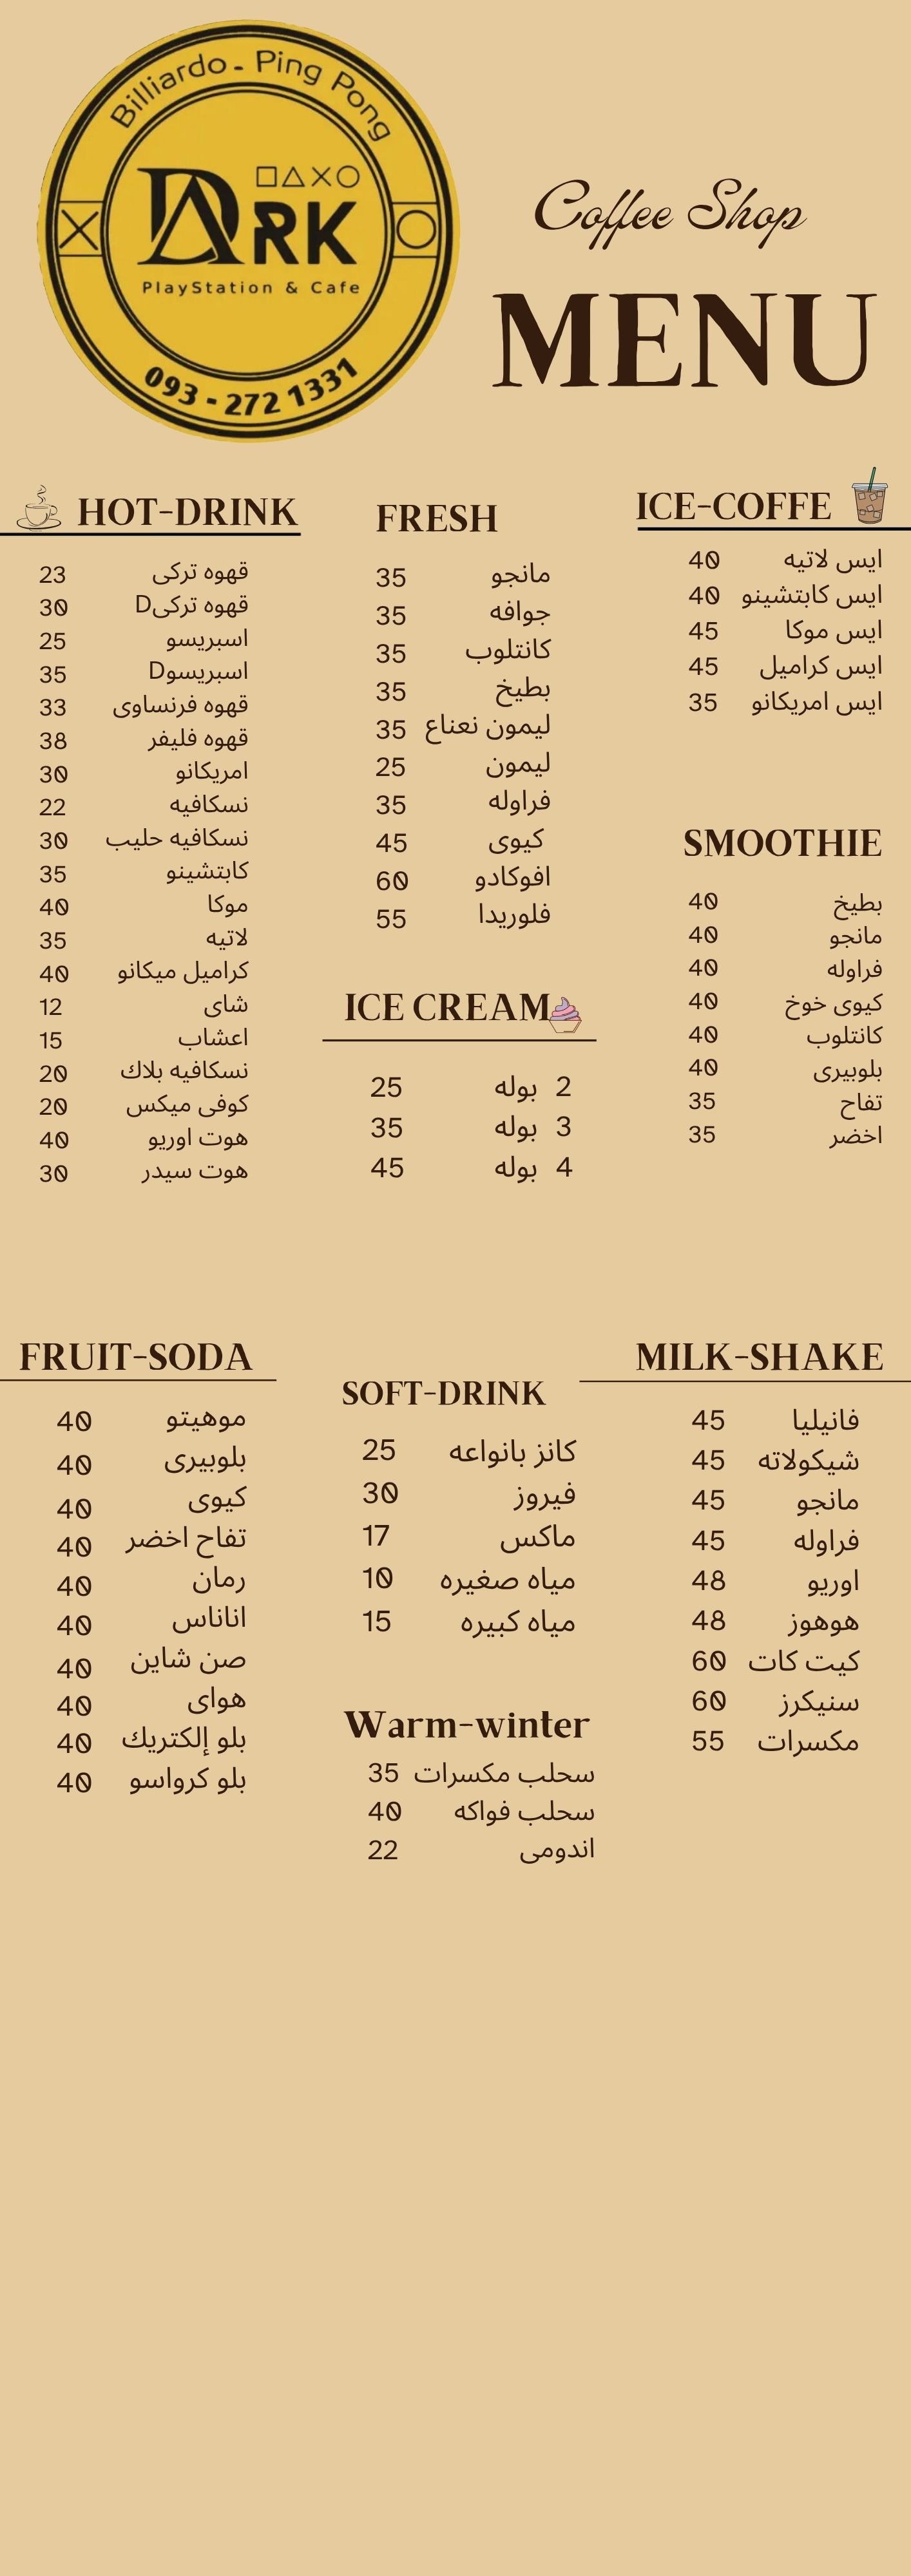 Billiardo - Ping Pong
DARK
PlayStation & Cafe
093 - 272 1331
Coffee Shop
MENU
HOT-DRINK
قهوه تركى 23
قهوه تركىD 30
اسبريسو 25
اسبريسوD 35
قهوه فرنساوى 33
قهوه فليفر 38
امريكانو 30
نسكافيه 22
نسكافيه حليب 30
كابتشينو 35
موكا 40
لاتيه 35
كراميل ميكانو 40
شاى 12
اعشاب 15
نسكافيه بلاك 20
كوفى ميكس 20
هوت اوريو 40
هوت سيدر 30
FRESH
مانجو 35
جوافه 35
كانتلوب 35
بطيخ 35
ليمون نعناع 35
ليمون 25
فراوله 35
كيوى 45
افوكادو 60
فلوريدا 55
ICE CREAM
2 بوله 25
3 بوله 35
4 بوله 45
ICE-COFFE
ايس لاتيه 40
ايس كابتشينو 40
ايس موكا 45
ايس كراميل 45
ايس امريكانو 35
SMOOTHIE
بطيخ 40
مانجو 40
فراوله 40
كيوى خوخ 40
كانتلوب 40
بلوبيرى 40
تفاح 35
اخضر 35
FRUIT-SODA
موهيتو 40
بلوبيرى 40
كيوى 40
تفاح اخضر 40
رمان 40
اناناس 40
صن شاين 40
هواى 40
بلو إلكتريك 40
بلو كرواسو 40
SOFT-DRINK
كانز بانواعه 25
فيروز 30
ماكس 17
مياه صغيره 10
مياه كبيره 15
Warm-winter
سحلب مكسرات 35
سحلب فواكه 40
اندومى 22
MILK-SHAKE
فانيليا 45
شيكولاته 45
مانجو 45
فراوله 45
اوريو 48
هوهوز 48
كيت كات 60
سنيكرز 60
مكسرات 55